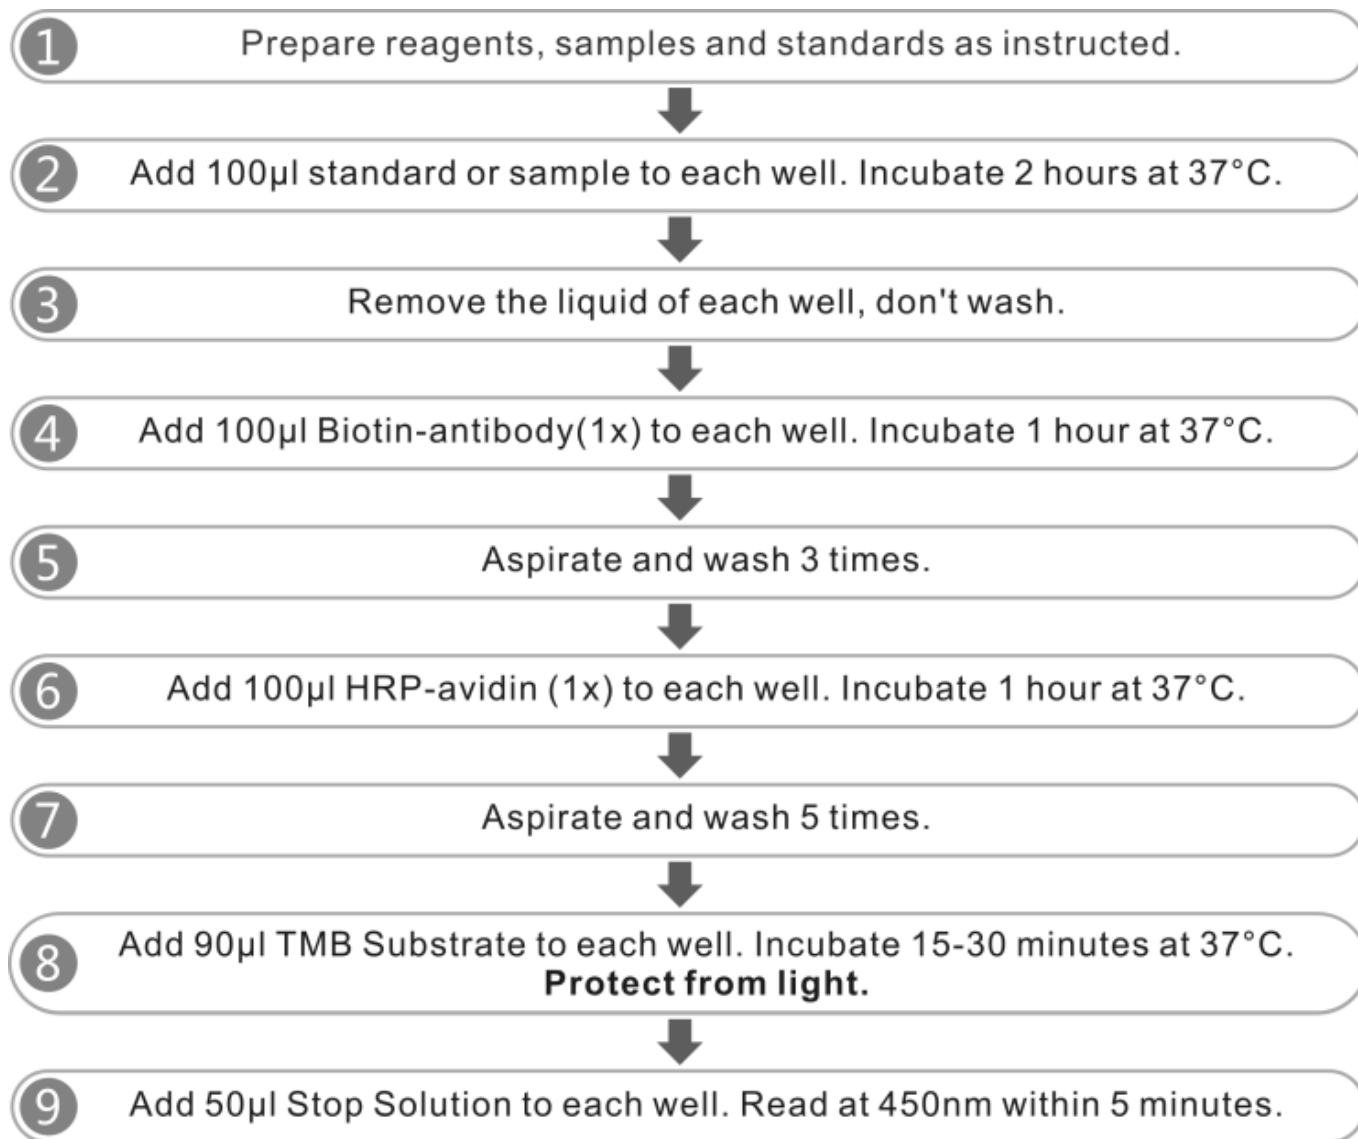 1 Prepare reagents, samples and standards as instructed.
2 Add 100µl standard or sample to each well. Incubate 2 hours at 37°C.
3 Remove the liquid of each well, don't wash.
4 Add 100µl Biotin-antibody(1x) to each well. Incubate 1 hour at 37°C.
5 Aspirate and wash 3 times.
6 Add 100µl HRP-avidin (1x) to each well. Incubate 1 hour at 37°C.
7 Aspirate and wash 5 times.
8 Add 90µl TMB Substrate to each well. Incubate 15-30 minutes at 37°C.
Protect from light.
9 Add 50µl Stop Solution to each well. Read at 450nm within 5 minutes.